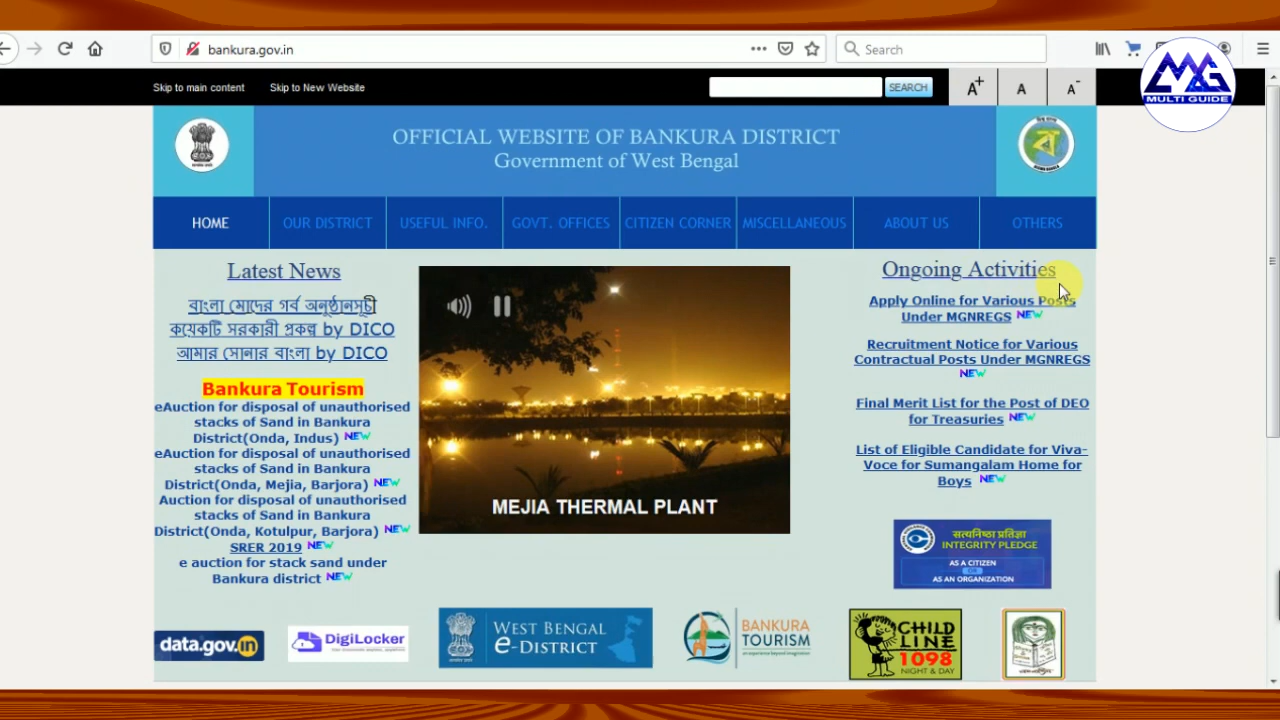 bankura.gov.in
Search
MG
MULTI GUIDE
Skip to main content
Skip to New Website
SEARCH
A+
A
A-
OFFICIAL WEBSITE OF BANKURA DISTRICT
Government of West Bengal
HOME
OUR DISTRICT
USEFUL INFO.
GOVT. OFFICES
CITIZEN CORNER
MISCELLANEOUS
ABOUT US
OTHERS
Latest News
বাংলা মোদের গর্ব অনুষ্ঠানসূচী
কয়েকটি সরকারী প্রকল্প by DICO
আমার সোনার বাংলা by DICO
Bankura Tourism
eAuction for disposal of unauthorised
stacks of Sand in Bankura
District(Onda, Indus) NEW
eAuction for disposal of unauthorised
stacks of Sand in Bankura
District(Onda, Mejia, Barjora) NEW
Auction for disposal of unauthorised
stacks of Sand in Bankura
District(Onda, Kotulpur, Barjora) NEW
SRER 2019 NEW
e auction for stack sand under
Bankura district NEW
MEJIA THERMAL PLANT
Ongoing Activities
Apply Online for Various Posts
Under MGNREGS NEW
Recruitment Notice for Various
Contractual Posts Under MGNREGS
NEW
Final Merit List for the Post of DEO
for Treasuries NEW
List of Eligible Candidate for Viva-
Voce for Sumangalam Home for
Boys NEW
सत्यनिष्ठा प्रतिज्ञा
INTEGRITY PLEDGE
AS A CITIZEN
OR
AS AN ORGANIZATION
data.gov.in
DigiLocker
WEST BENGAL
e-DISTRICT
BANKURA
TOURISM
CHILD
LINE
1098
NIGHT & DAY